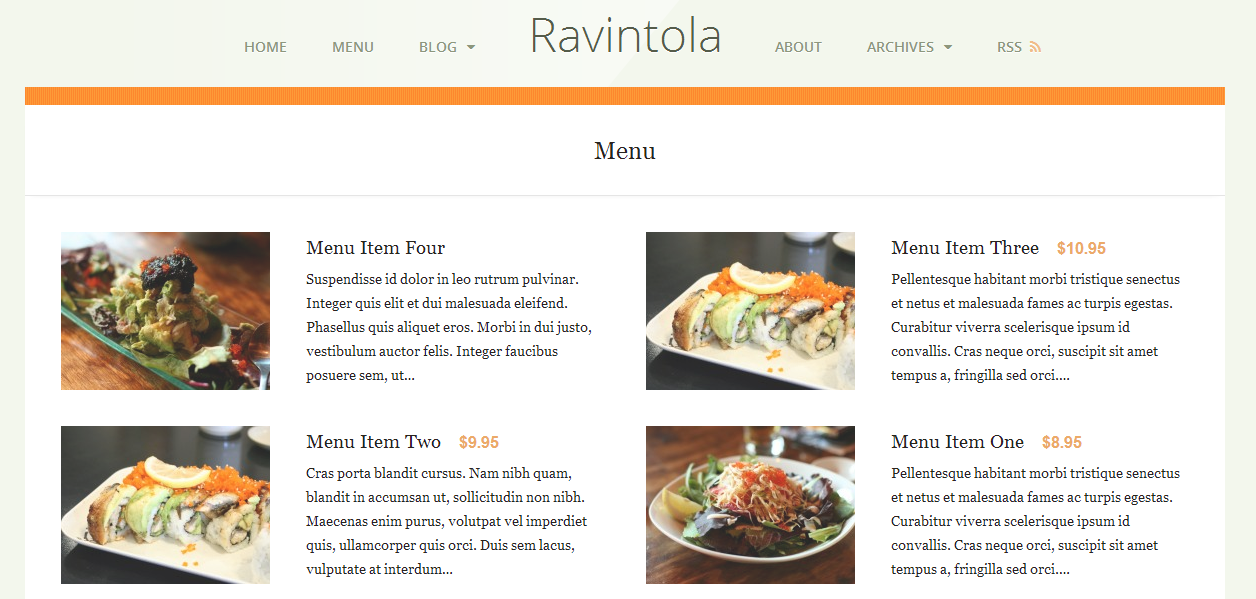 HOME MENU BLOG Ravintola ABOUT ARCHIVES RSS
Menu
Menu Item Four
Suspendisse id dolor in leo rutrum pulvinar.
Integer quis elit et dui malesuada eleifend.
Phasellus quis aliquet eros. Morbi in dui justo,
vestibulum auctor felis. Integer faucibus
posuere sem, ut...
Menu Item Three $10.95
Pellentesque habitant morbi tristique senectus
et netus et malesuada fames ac turpis egestas.
Curabitur viverra scelerisque ipsum id
convallis. Cras neque orci, suscipit sit amet
tempus a, fringilla sed orci....
Menu Item Two $9.95
Cras porta blandit cursus. Nam nibh quam,
blandit in accumsan ut, sollicitudin non nibh.
Maecenas enim purus, volutpat vel imperdiet
quis, ullamcorper quis orci. Duis sem lacus,
vulputate at interdum...
Menu Item One $8.95
Pellentesque habitant morbi tristique senectus
et netus et malesuada fames ac turpis egestas.
Curabitur viverra scelerisque ipsum id
convallis. Cras neque orci, suscipit sit amet
tempus a, fringilla sed orci....